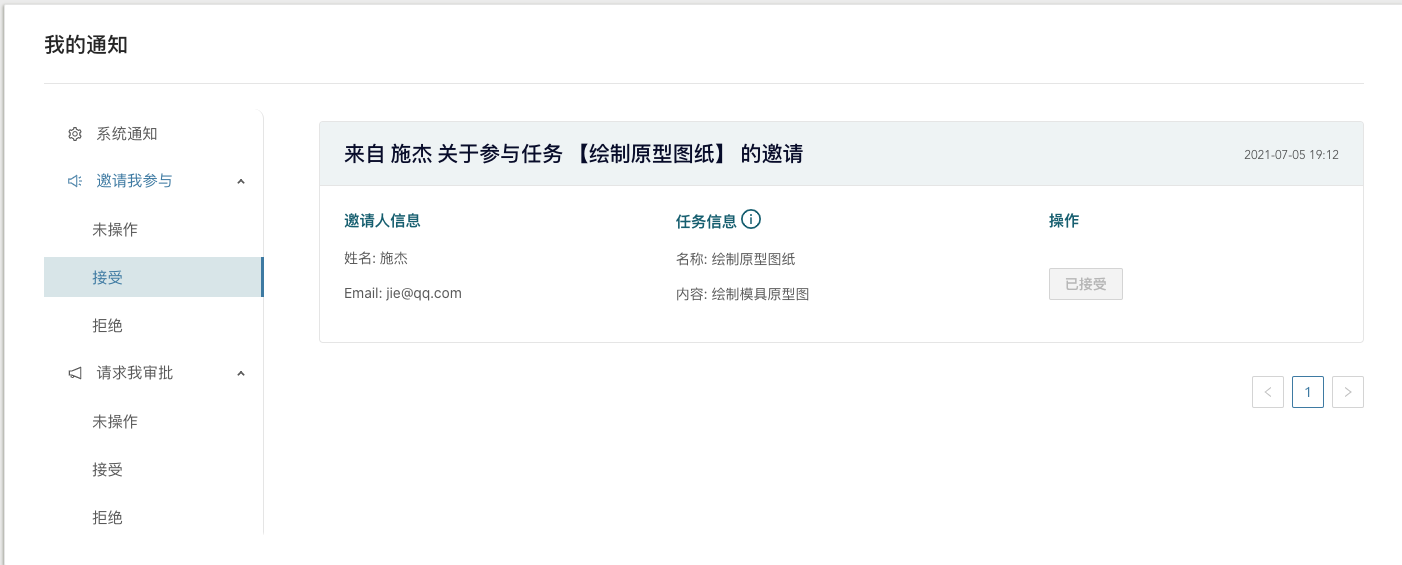 我的通知
系统通知
邀请我参与
未操作
接受
拒绝
请求我审批
未操作
接受
拒绝
来自 施杰 关于参与任务 【绘制原型图纸】 的邀请
2021-07-05 19:12
邀请人信息
姓名: 施杰
Email: jie@qq.com
任务信息
名称: 绘制原型图纸
内容: 绘制模具原型图
操作
已接受
< 1 >